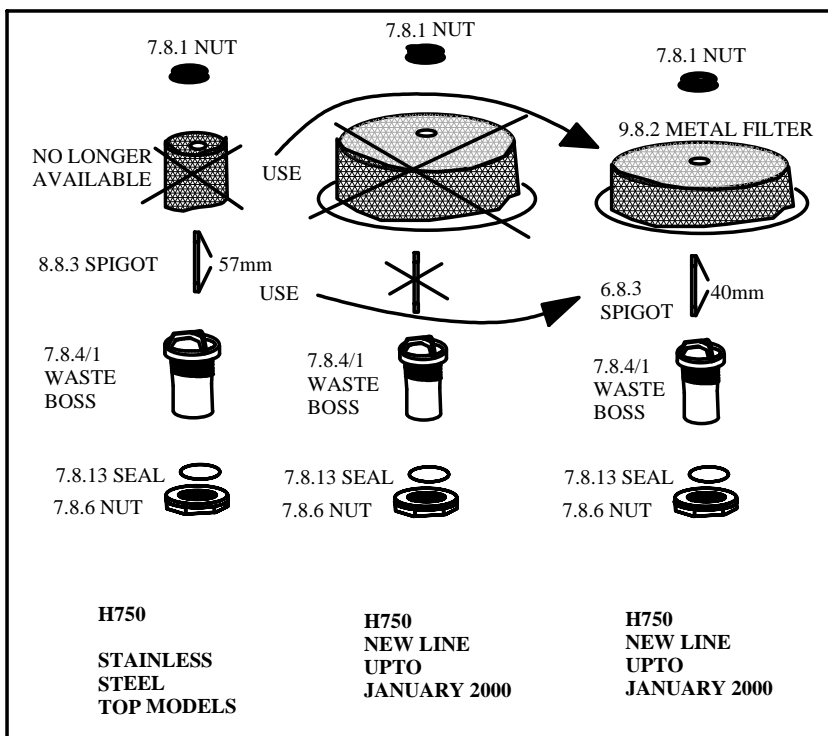 7.8.1 NUT
NO LONGER
AVAILABLE
8.8.3 SPIGOT
57mm
7.8.4/1
WASTE
BOSS
7.8.13 SEAL
7.8.6 NUT
H750
STAINLESS
STEEL
TOP MODELS
7.8.1 NUT
USE
USE
7.8.4/1
WASTE
BOSS
7.8.13 SEAL
7.8.6 NUT
H750
NEW LINE
UPTO
JANUARY 2000
7.8.1 NUT
9.8.2 METAL FILTER
6.8.3
SPIGOT
40mm
7.8.4/1
WASTE
BOSS
7.8.13 SEAL
7.8.6 NUT
H750
NEW LINE
UPTO
JANUARY 2000